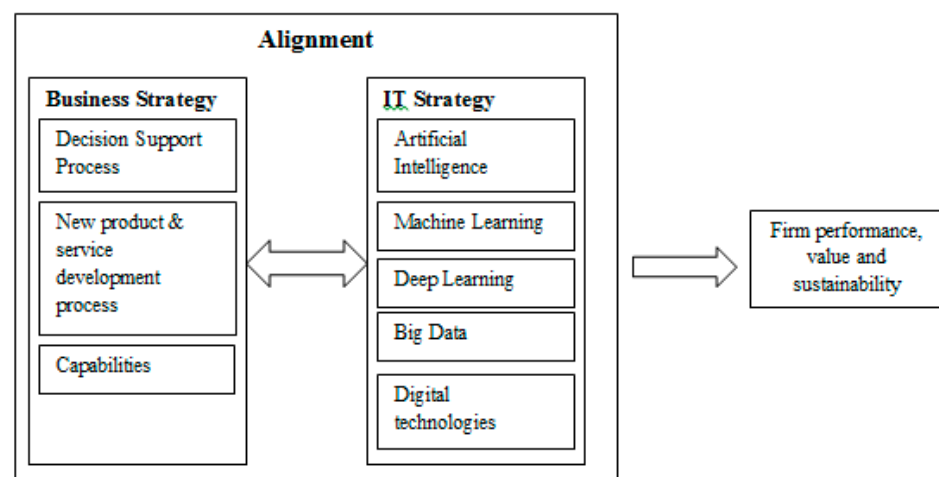 Alignment
Business Strategy
Decision Support
Process
New product &
service
development
process
Capabilities
IT Strategy
Artificial
Intelligence
Machine Learning
Deep Learning
Big Data
Digital
technologies
Firm performance,
value and
sustainability